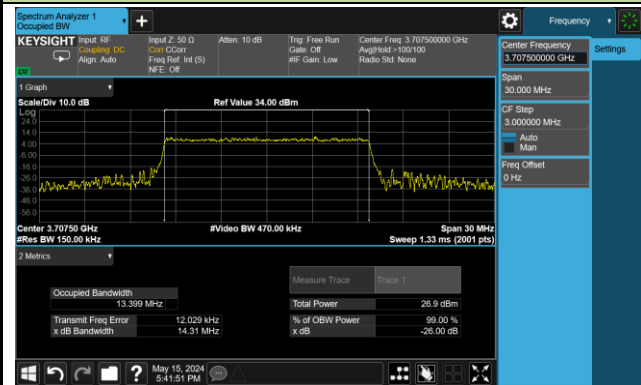 Spectrum Analyzer 1
Occupied BW
Frequency
KEYSIGHT
Input: RF
Coupling: DC
Align: Auto
Input Z: 50 Ω
Corr CCorr
Freq Ref: Int (S)
NFE: Off
Atten: 10 dB
Trig: Free Run
Gate: Off
#IF Gain: Low
Center Freq: 3.707500000 GHz
Avg|Hold:>100/100
Radio Std: None
Center Frequency
3.707500000 GHz
Settings
Span
30.000 MHz
CF Step
3.000000 MHz
Auto
Man
Freq Offset
0 Hz
1 Graph
Scale/Div 10.0 dB
Ref Value 34.00 dBm
Log
24.0
14.0
4.00
-6.00
-16.0
-26.0
-36.0
-46.0
-56.0
Center 3.70750 GHz
#Video BW 470.00 kHz
Span 30 MHz
#Res BW 150.00 kHz
Sweep 1.33 ms (2001 pts)
2 Metrics
Measure Trace
Trace 1
Occupied Bandwidth
13.399 MHz
Total Power
26.9 dBm
Transmit Freq Error
12.029 kHz
% of OBW Power
99.00 %
x dB Bandwidth
14.31 MHz
x dB
-26.00 dB
May 15, 2024
5:41:51 PM